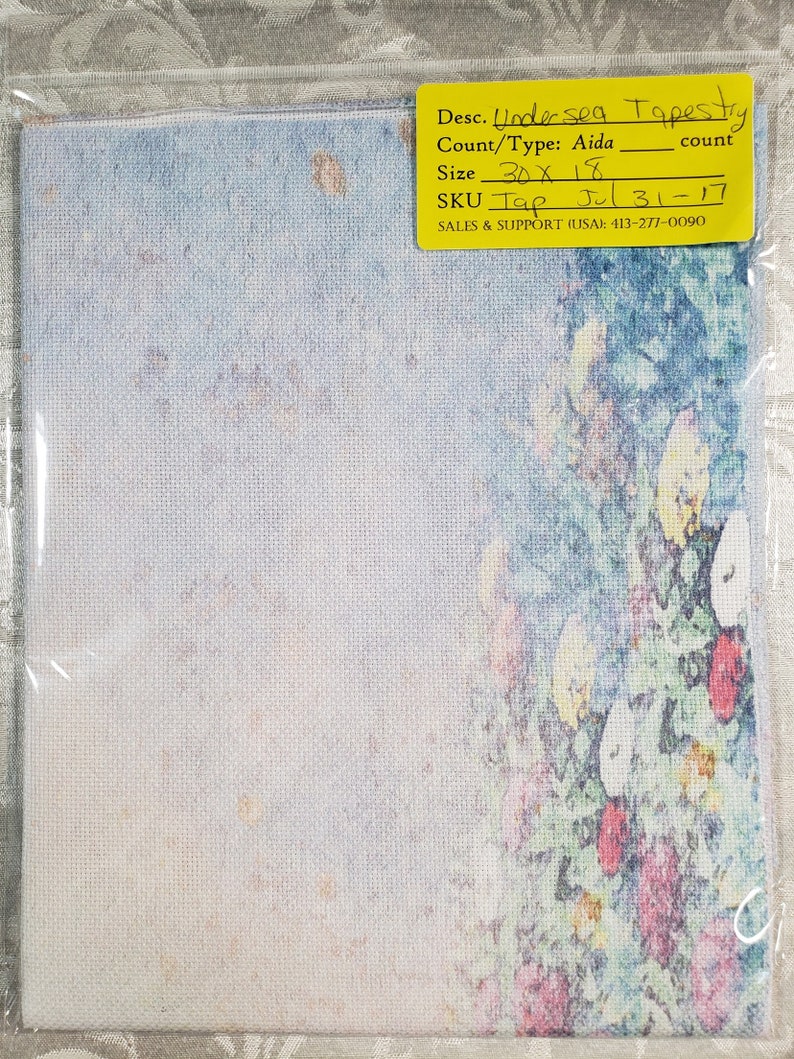 Desc. Undersea Tapestry
Count/Type: Aida _____ count
Size 30 x 18
SKU Tap Jul 31-17
SALES & SUPPORT (USA): 413-277-0090